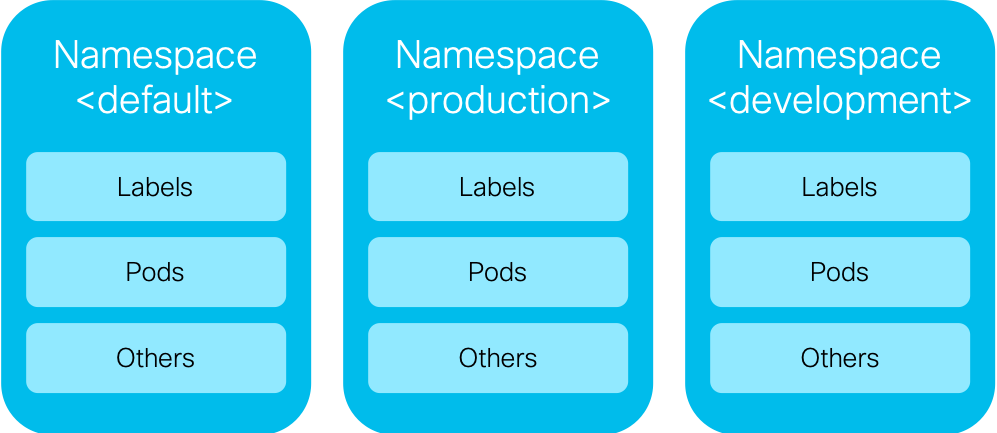 Namespace
<default>
Labels
Pods
Others
Namespace
<production>
Labels
Pods
Others
Namespace
<development>
Labels
Pods
Others